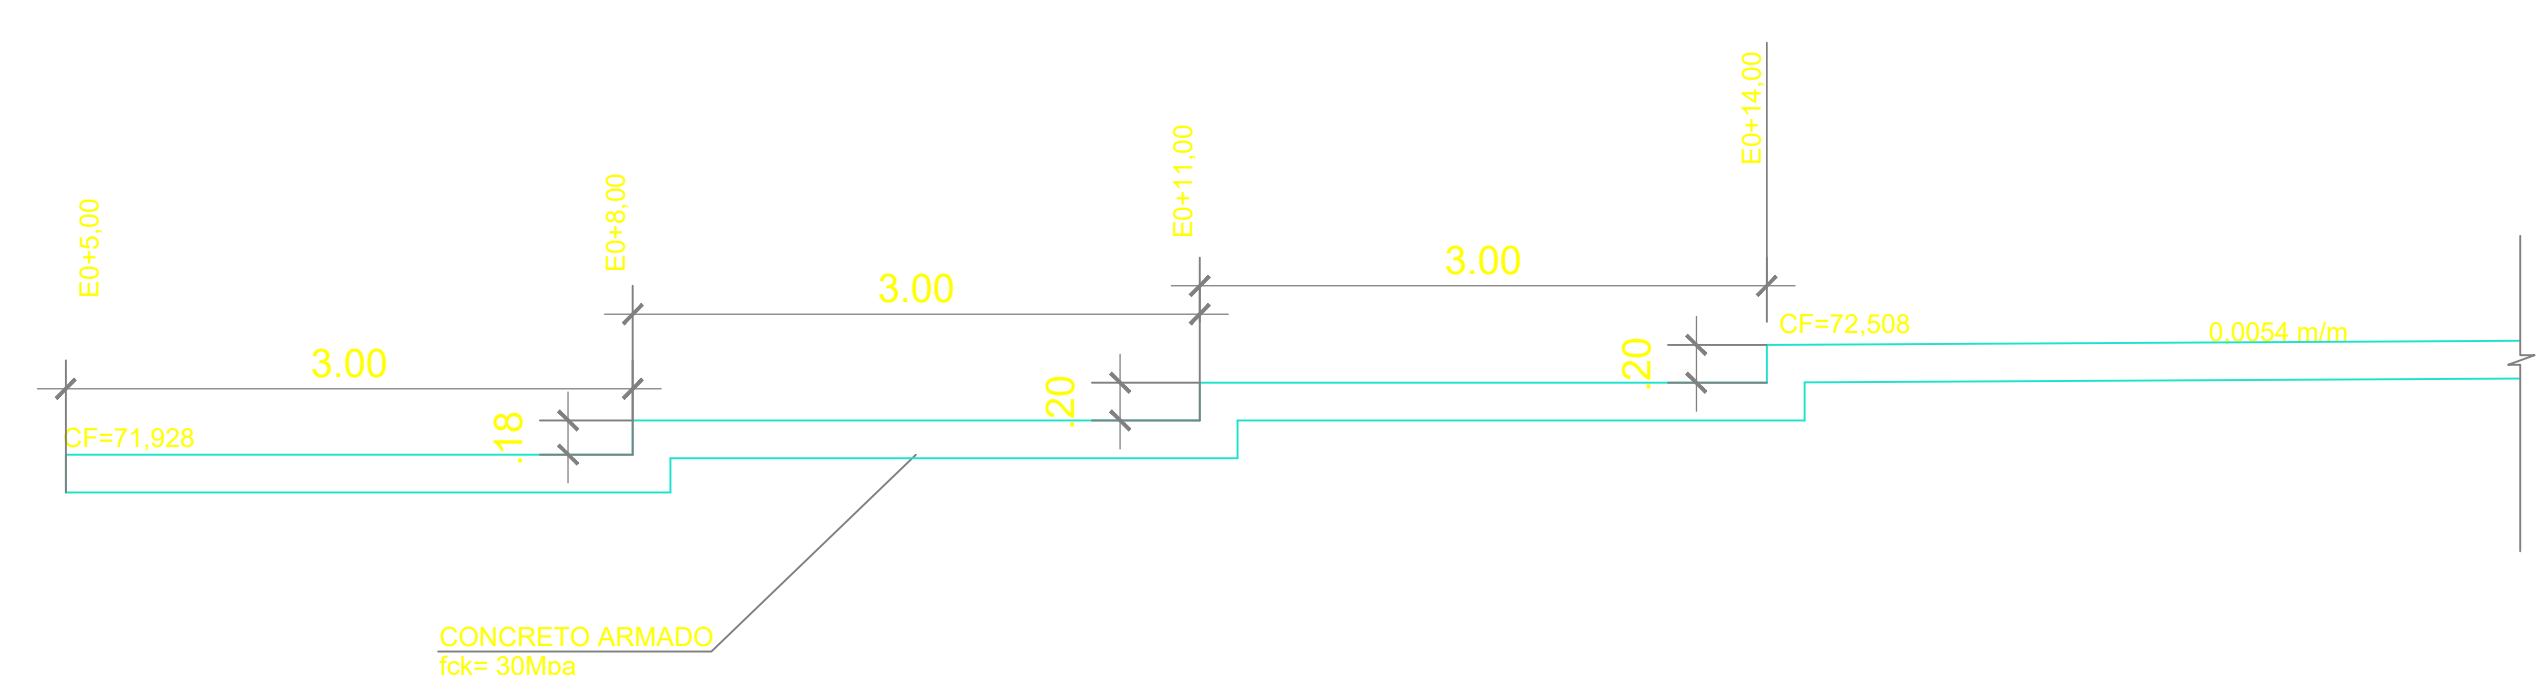 E0+5,00
E0+8,00
E0+11,00
E0+14,00
3.00
3.00
3.00
CF=71,928
.18
.20
.20
CF=72,508
0,0054 m/m
CONCRETO ARMADO
fck= 30Mpa